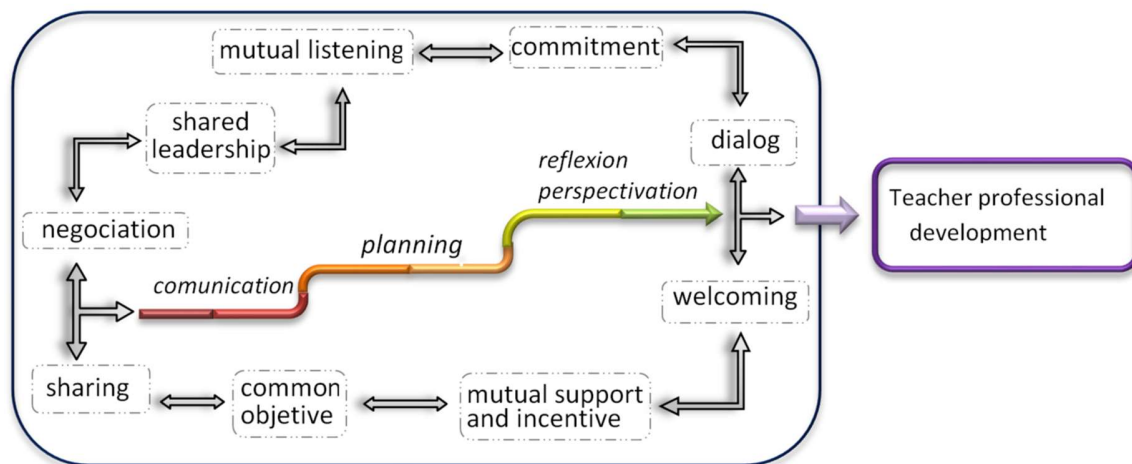 mutual listening
commitment
shared
leadership
dialog
reflexion
perspectivation
Teacher professional
development
negociation
planning
comunication
welcoming
sharing
common
objetive
mutual support
and incentive